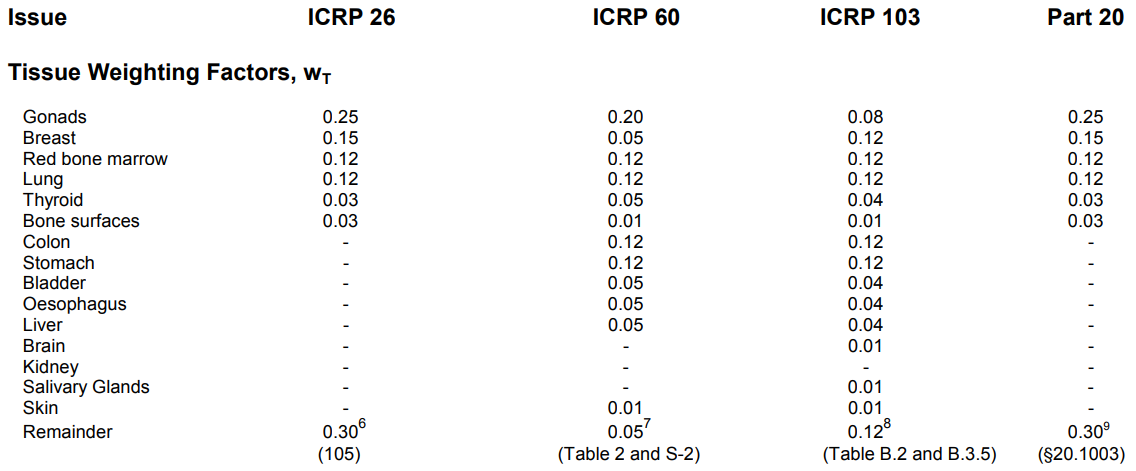 Issue ICRP 26 ICRP 60 ICRP 103 Part 20
Tissue Weighting Factors, wT
Gonads 0.25 0.20 0.08 0.25
Breast 0.15 0.05 0.12 0.15
Red bone marrow 0.12 0.12 0.12 0.12
Lung 0.12 0.12 0.12 0.12
Thyroid 0.03 0.05 0.04 0.03
Bone surfaces 0.03 0.01 0.01 0.03
Colon - 0.12 0.12 -
Stomach - 0.12 0.12 -
Bladder - 0.05 0.04 -
Oesophagus - 0.05 0.04 -
Liver - 0.05 0.04 -
Brain - - 0.01 -
Kidney - - - -
Salivary Glands - - 0.01 -
Skin - 0.01 0.01 -
Remainder 0.30⁶ 0.05⁷ 0.12⁸ 0.30⁹
(105) (Table 2 and S-2) (Table B.2 and B.3.5) (§20.1003)